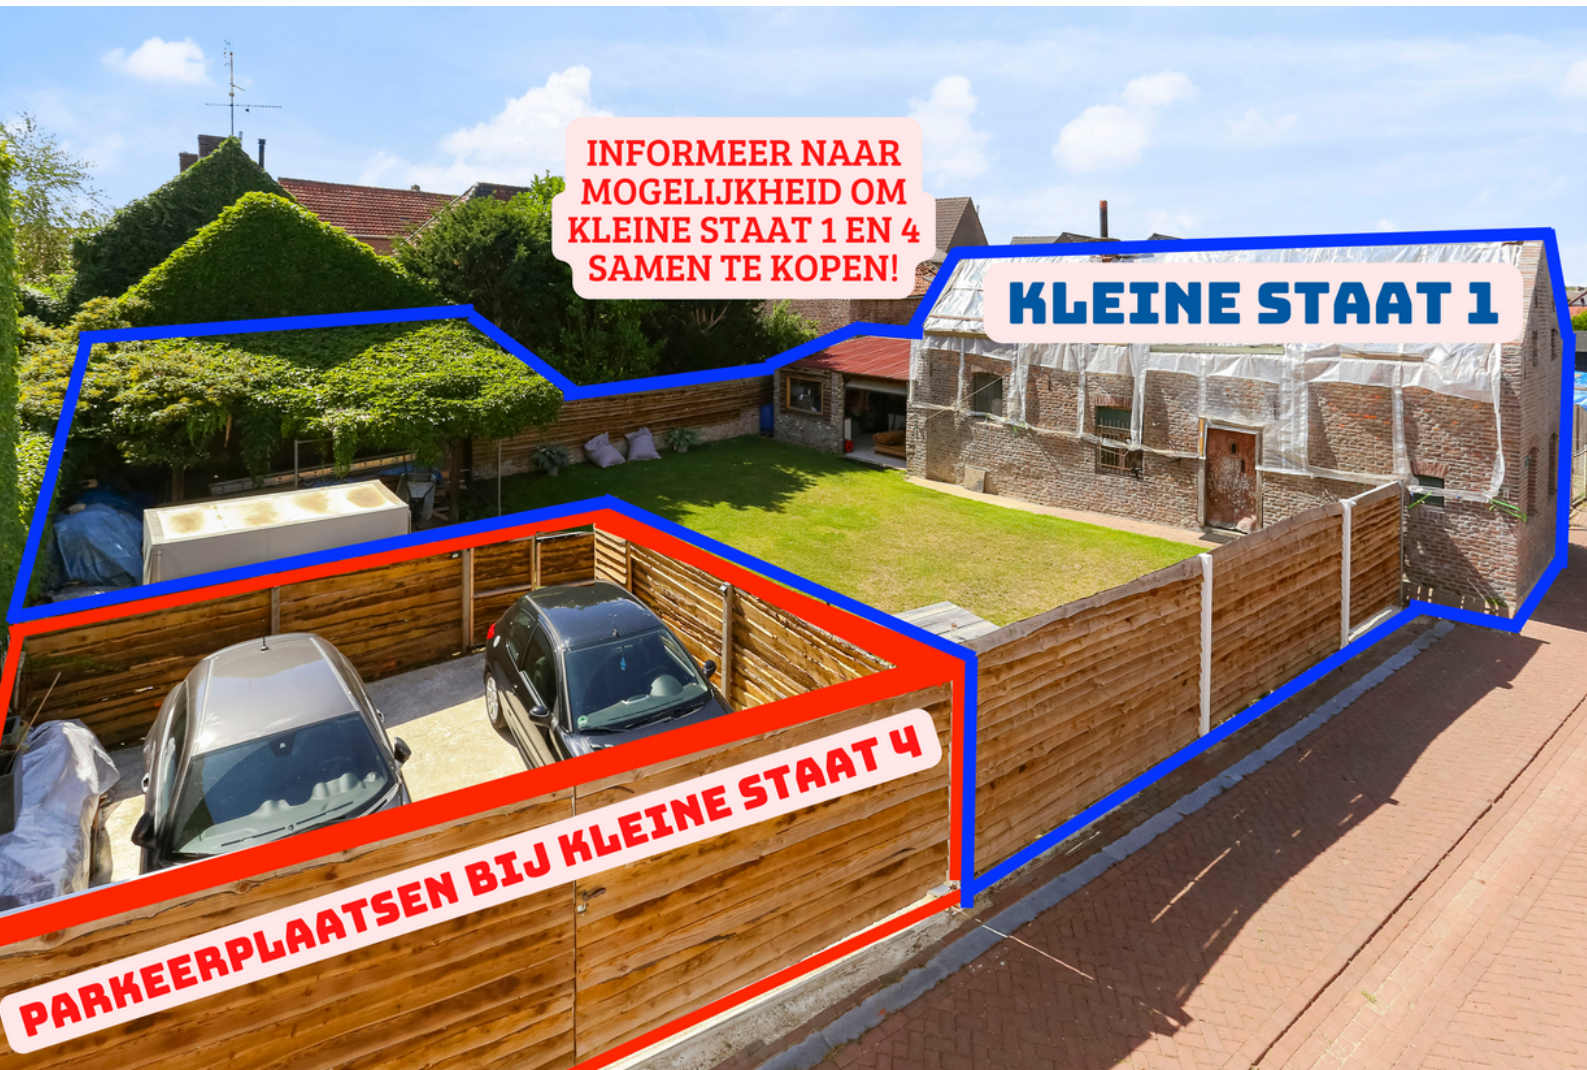 INFORMEER NAAR
MOGELIJKHEID OM
KLEINE STAAT 1 EN 4
SAMEN TE KOPEN!
KLEINE STAAT 1
PARKEERPLAATSEN BIJ KLEINE STAAT 4